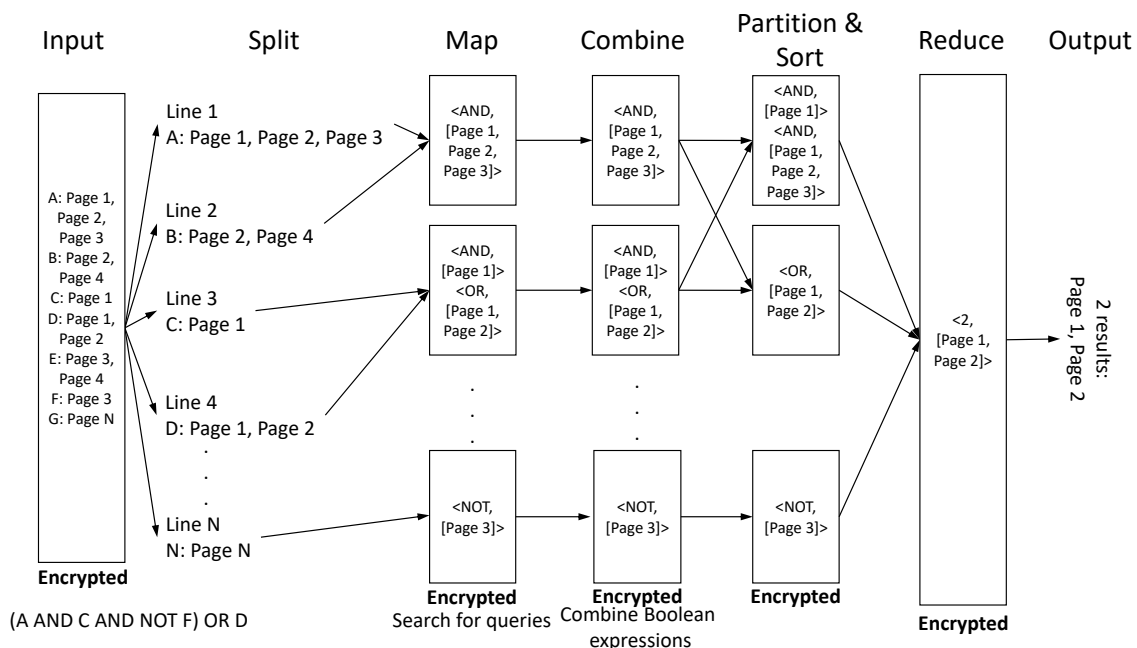 Input
Split
Map
Combine
Partition &
Sort
Reduce
Output
A: Page 1,
Page 2,
Page 3
B: Page 2,
Page 4
C: Page 1
D: Page 1,
Page 2
E: Page 3,
Page 4
F: Page 3
G: Page N
Encrypted
(A AND C AND NOT F) OR D
Line 1
A: Page 1, Page 2, Page 3
Line 2
B: Page 2, Page 4
Line 3
C: Page 1
Line 4
D: Page 1, Page 2
.
.
.
Line N
N: Page N
<AND,
[Page 1,
Page 2,
Page 3]>
<AND,
[Page 1]>
<OR,
[Page 1,
Page 2]>
.
.
.
<NOT,
[Page 3]>
Encrypted
Search for queries
<AND,
[Page 1,
Page 2,
Page 3]>
<AND,
[Page 1]>
<OR,
[Page 1,
Page 2]>
.
.
.
<NOT,
[Page 3]>
Encrypted
Combine Boolean
expressions
<AND,
[Page 1]>
<AND,
[Page 1,
Page 2,
Page 3]>
<OR,
[Page 1,
Page 2]>
<NOT,
[Page 3]>
Encrypted
<2,
[Page 1,
Page 2]>
Encrypted
2 results:
Page 1, Page 2